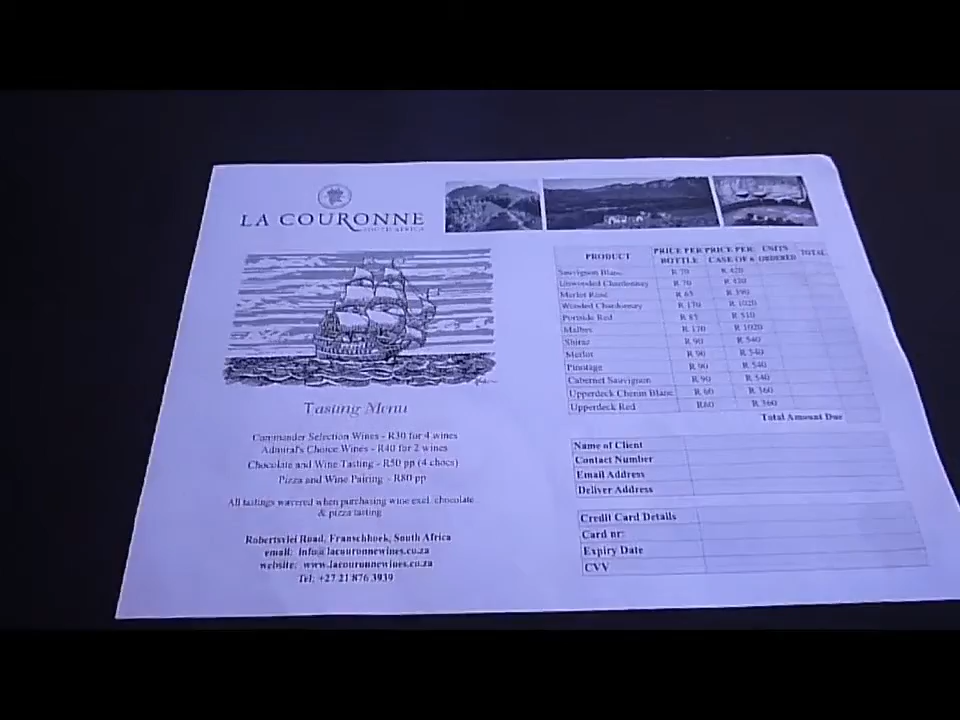 LA COURONNE
SOUTH AFRICA
Tasting Menu
Commander Selection Wines - R30 for 4 wines
Admiral's Choice Wines - R40 for 2 wines
Chocolate and Wine Tasting - R50 pp (4 chocs)
Pizza and Wine Pairing - R80 pp
All tastings wavered when purchasing wine excl. chocolate
& pizza tasting
Robertsvlei Road, Franschhoek, South Africa
email: info@lacouronnewines.co.za
website: www.lacouronnewines.co.za
Tel: +27 21 876 3939
PRODUCT PRICE PER BOTTLE PRICE PER CASE OF 6 UNITS ORDERED TOTAL
Sauvignon Blanc R 70 R 420
Unwooded Chardonnay R 70 R 420
Merlot Rosé R 65 R 390
Wooded Chardonnay R 170 R 1020
Portside Red R 85 R 510
Malbec R 170 R 1020
Shiraz R 90 R 540
Merlot R 90 R 540
Pinotage R 90 R 540
Cabernet Sauvignon R 90 R 540
Upperdeck Chenin Blanc R 60 R 360
Upperdeck Red R60 R 360
Total Amount Due
Name of Client
Contact Number
Email Address
Deliver Address
Credit Card Details
Card nr:
Expiry Date
CVV